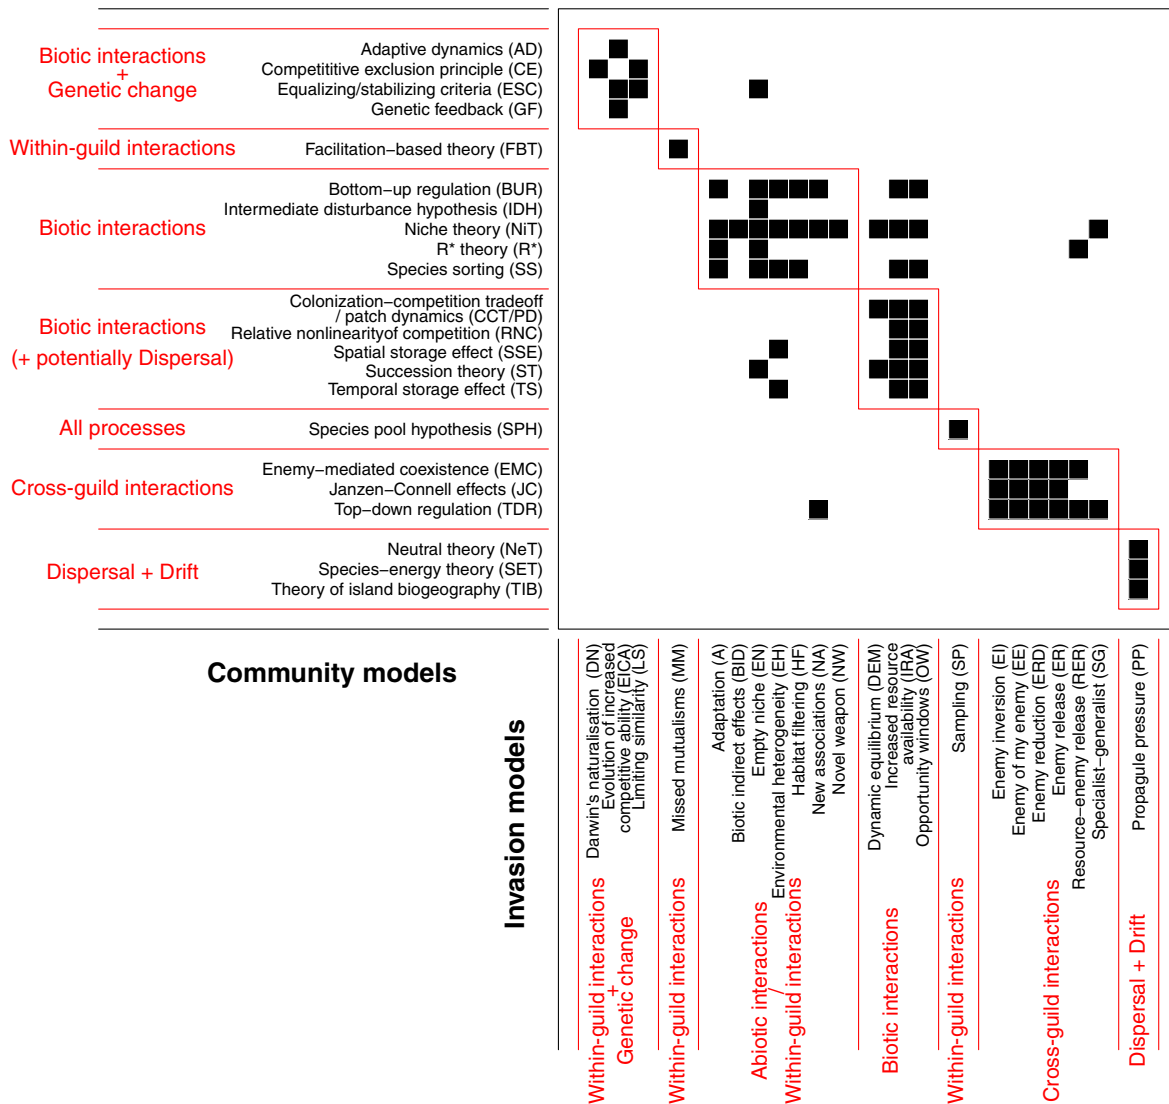 Biotic interactions
+
Genetic change
Adaptive dynamics (AD)
Competititive exclusion principle (CE)
Equalizing/stabilizing criteria (ESC)
Genetic feedback (GF)
Within-guild interactions
Facilitation-based theory (FBT)
Biotic interactions
Bottom-up regulation (BUR)
Intermediate disturbance hypothesis (IDH)
Niche theory (NiT)
R* theory (R*)
Species sorting (SS)
Biotic interactions
(+ potentially Dispersal)
Colonization-competition tradeoff
/ patch dynamics (CCT/PD)
Relative nonlinearityof competition (RNC)
Spatial storage effect (SSE)
Succession theory (ST)
Temporal storage effect (TS)
All processes
Species pool hypothesis (SPH)
Cross-guild interactions
Enemy-mediated coexistence (EMC)
Janzen-Connell effects (JC)
Top-down regulation (TDR)
Dispersal + Drift
Neutral theory (NeT)
Species-energy theory (SET)
Theory of island biogeography (TIB)
Community models
Invasion models
Darwin's naturalisation (DN)
Evolution of increased
competitive ability (EICA)
Limiting similarity (LS)
Missed mutualisms (MM)
Adaptation (A)
Biotic indirect effects (BID)
Empty niche (EN)
Environmental heterogeneity (EH)
Habitat filtering (HF)
New associations (NA)
Novel weapon (NW)
Dynamic equilibrium (DEM)
Increased resource
availability (IRA)
Opportunity windows (OW)
Sampling (SP)
Enemy inversion (EI)
Enemy of my enemy (EE)
Enemy reduction (ERD)
Enemy release (ER)
Resource-enemy release (RER)
Specialist-generalist (SG)
Propagule pressure (PP)
Within-guild interactions
+
Genetic change
Within-guild interactions
Abiotic interactions
/
Within-guild interactions
Biotic interactions
Within-guild interactions
Cross-guild interactions
Dispersal + Drift